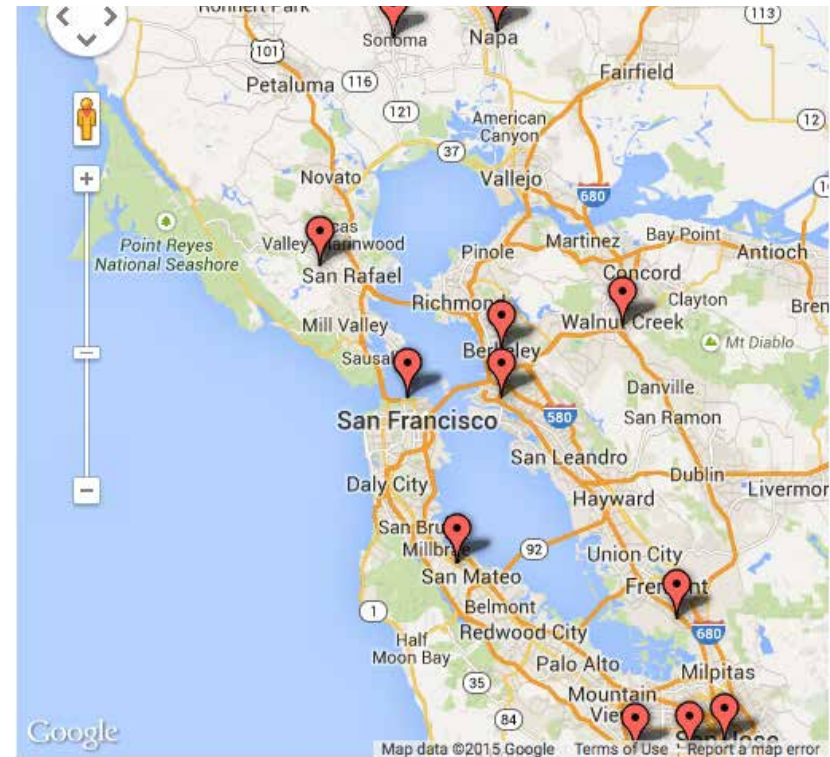 113
Sonoma
Napa
101
Petaluma
116
Fairfield
121
American
Canyon
12
37
Novato
Vallejo
680
Point Reyes
National Seashore
San Rafael
Pinole
Martinez
Bay Point
Antioch
Concord
Clayton
Mill Valley
Walnut Creek
Mt Diablo
San Francisco
Danville
580
San Ramon
San Leandro
Daly City
Dublin
Hayward
92
Union City
San Mateo
1
Belmont
Redwood City
680
Half
Moon Bay
Palo Alto
Milpitas
35
Mountain
84
Google
Map data ©2015 Google
Terms of Use
Report a map error